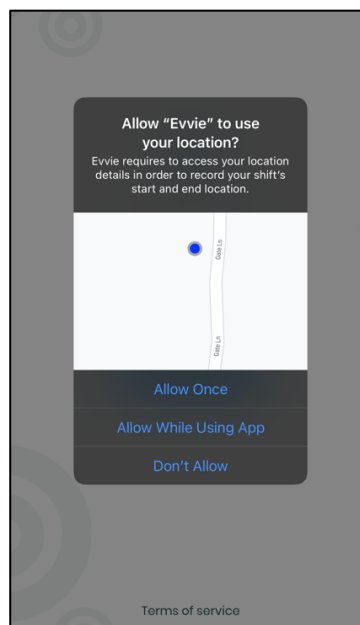 Allow “Evvie” to use
your location?
Evvie requires to access your location
details in order to record your shift's
start and end location.
Gate Ln
Gate Ln
Allow Once
Allow While Using App
Don't Allow
Terms of service